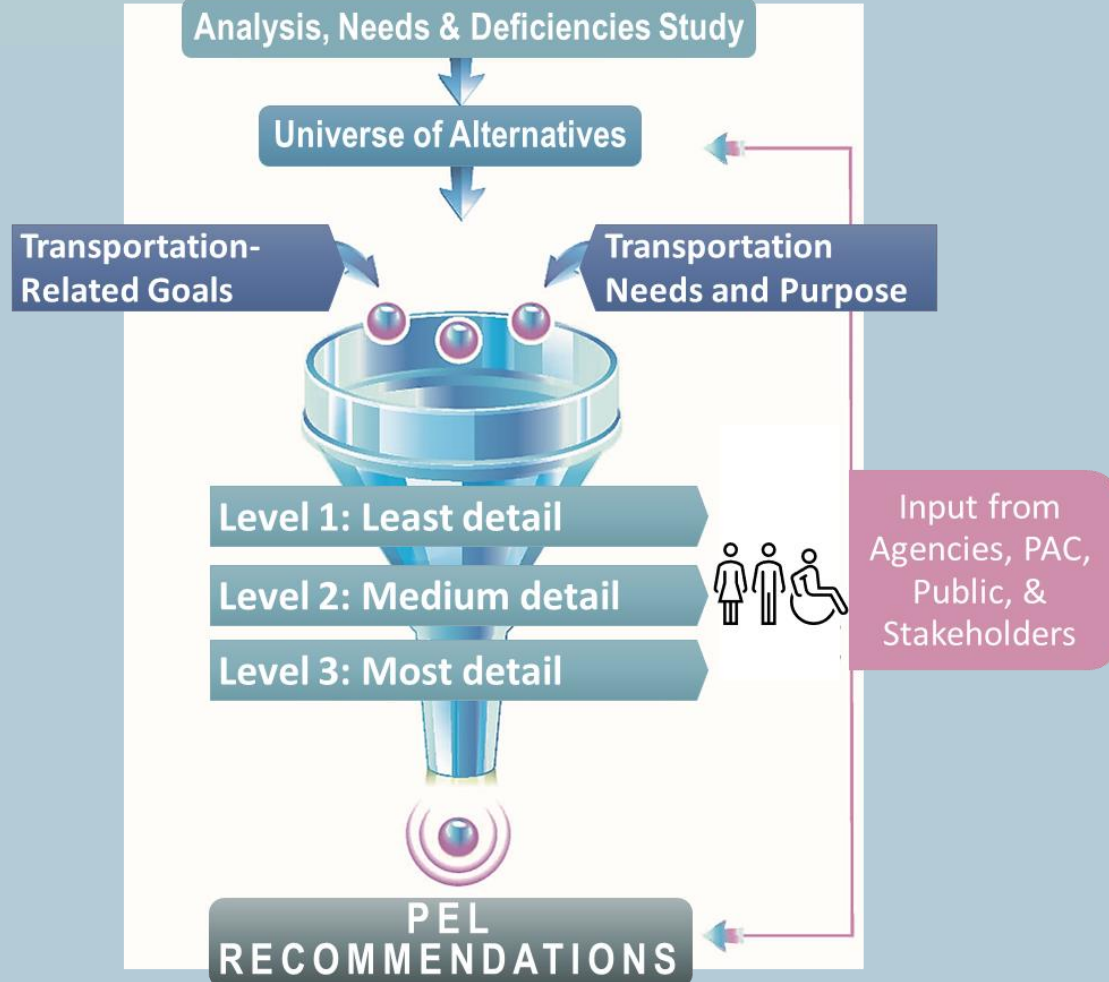 Analysis, Needs & Deficiencies Study
Universe of Alternatives
Transportation-
Related Goals
Transportation
Needs and Purpose
Level 1: Least detail
Level 2: Medium detail
Level 3: Most detail
Input from
Agencies, PAC,
Public, &
Stakeholders
PEL
RECOMMENDATIONS